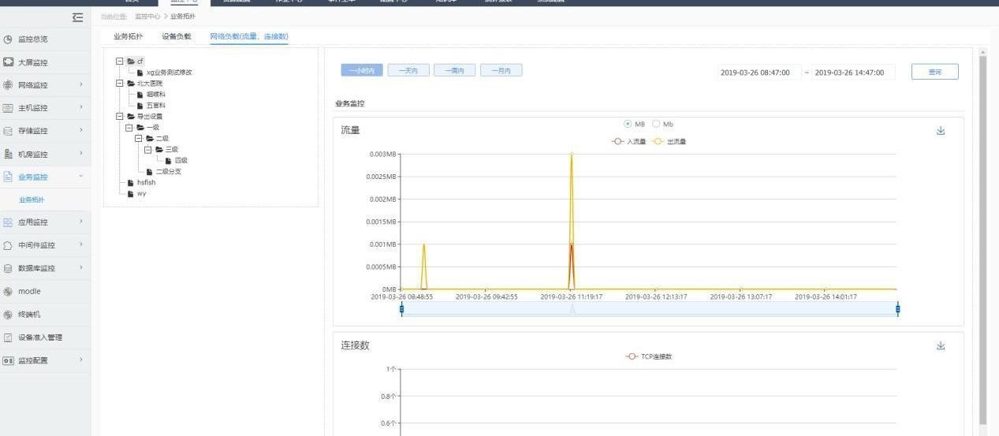 当前位置: 监控中心 > 业务拓扑
监控总览
大屏监控
网络监控
主机监控
存储监控
机房监控
业务监控
业务拓扑
应用监控
中间件监控
数据库监控
modle
终端机
设备准入管理
监控配置
业务拓扑 设备负载 网络负载(流量、连接数)
cf
xg业务测试修改
北大医院
咽喉科
五官科
导出设置
一级
二级
三级
四级
二级分支
hsfish
wy
一小时内 一天内 一周内 一月内
2019-03-26 08:47:00 ~ 2019-03-26 14:47:00 查询
业务监控
流量
MB Mb
入流量 出流量
0.003MB
0.0025MB
0.002MB
0.0015MB
0.001MB
0.0005MB
0MB
2019-03-26 08:48:55 2019-03-26 09:42:55 2019-03-26 11:19:17 2019-03-26 12:13:17 2019-03-26 13:07:17 2019-03-26 14:01:17
连接数
TCP连接数
1个
0.8个
0.6个